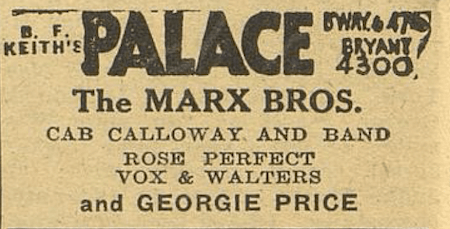 B. F. KEITH'S PALACE B'WAY & 47
BRYANT 4300
The MARX BROS.
CAB CALLOWAY AND BAND
ROSE PERFECT
VOX & WALTERS
and GEORGIE PRICE